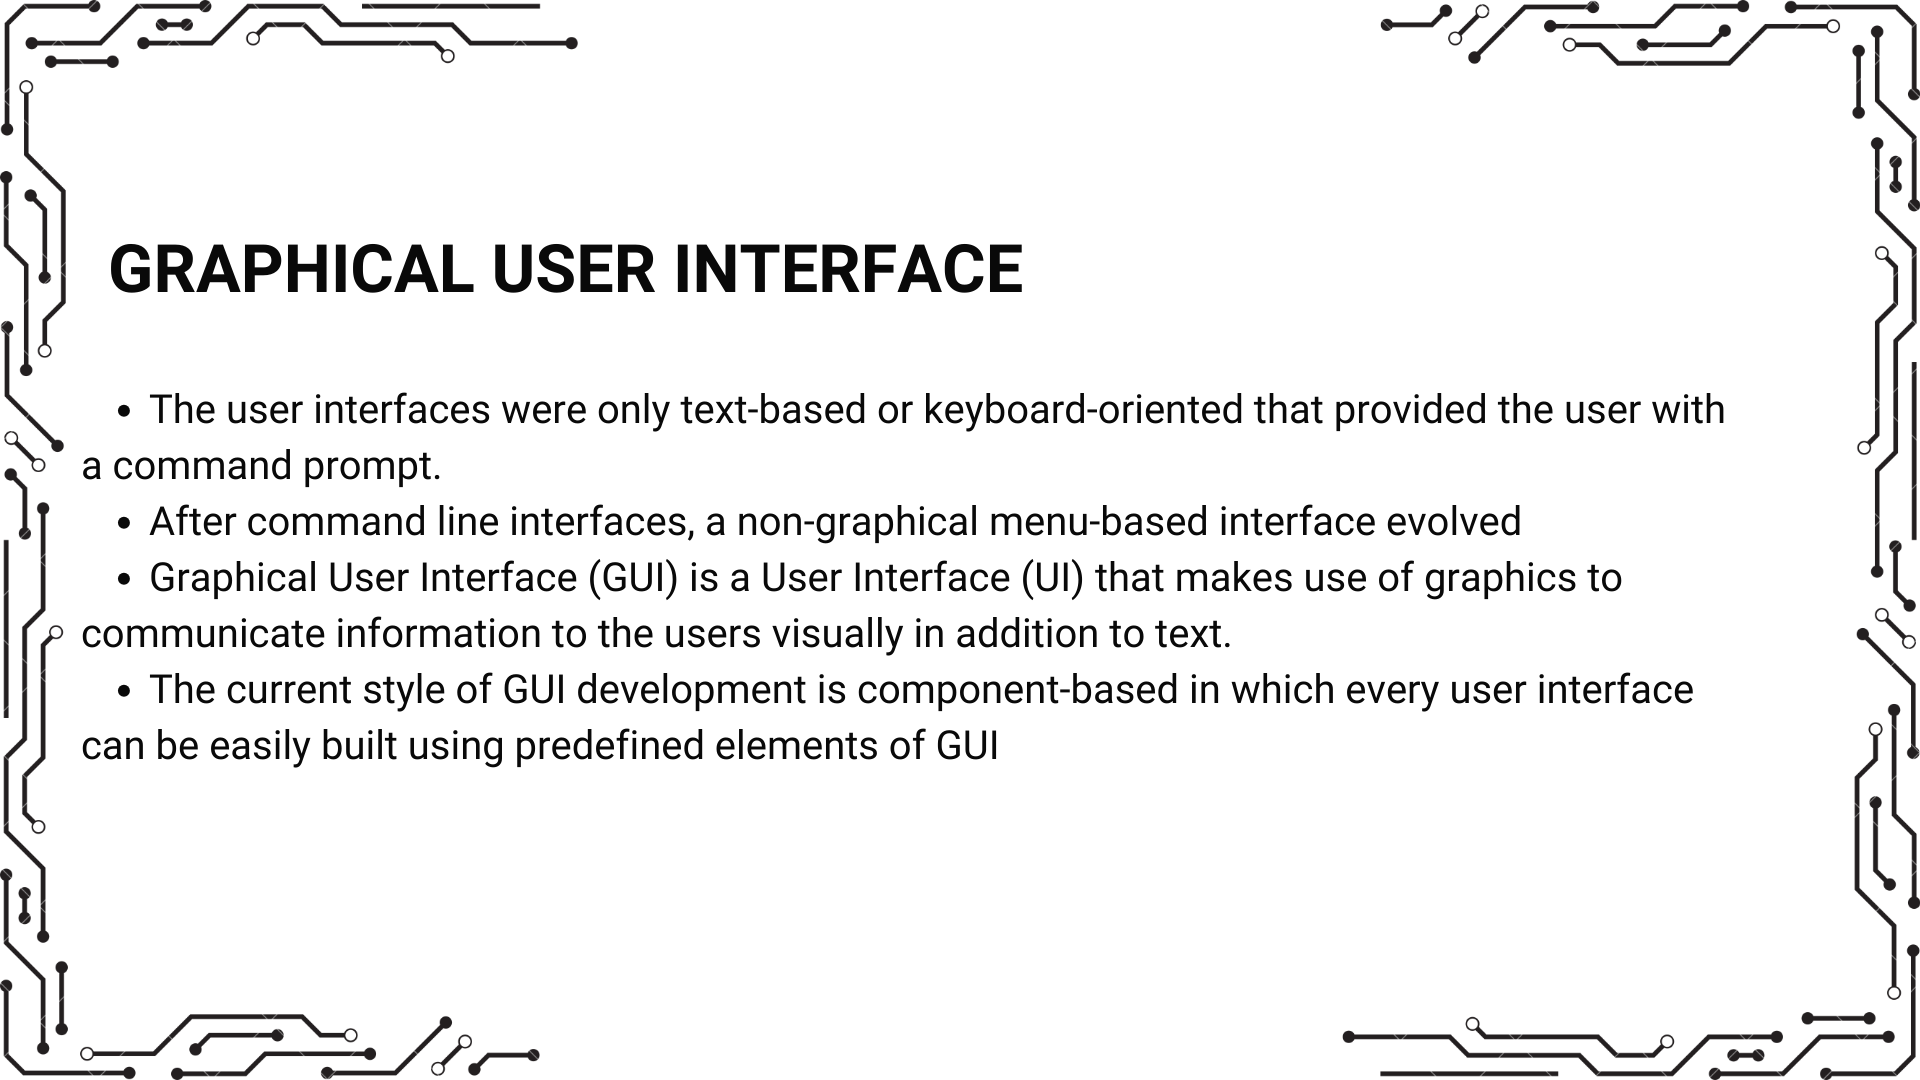 GRAPHICAL USER INTERFACE
• The user interfaces were only text-based or keyboard-oriented that provided the user with
a command prompt.
• After command line interfaces, a non-graphical menu-based interface evolved
• Graphical User Interface (GUI) is a User Interface (UI) that makes use of graphics to
communicate information to the users visually in addition to text.
• The current style of GUI development is component-based in which every user interface
can be easily built using predefined elements of GUI